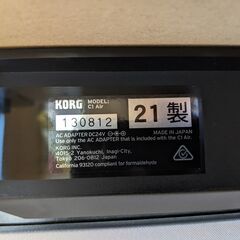 KORG MODEL: C1 Air
130812
21製
AC ADAPTER DC24V
MADE IN JAPAN
Use only the AC ADAPTER that is included with the C1 Air
KORG INC.
4015-2 Yanokuchi, Inagi-City,
Tokyo 206-0812 JAPAN
California 93120 compliant for formaldehyde